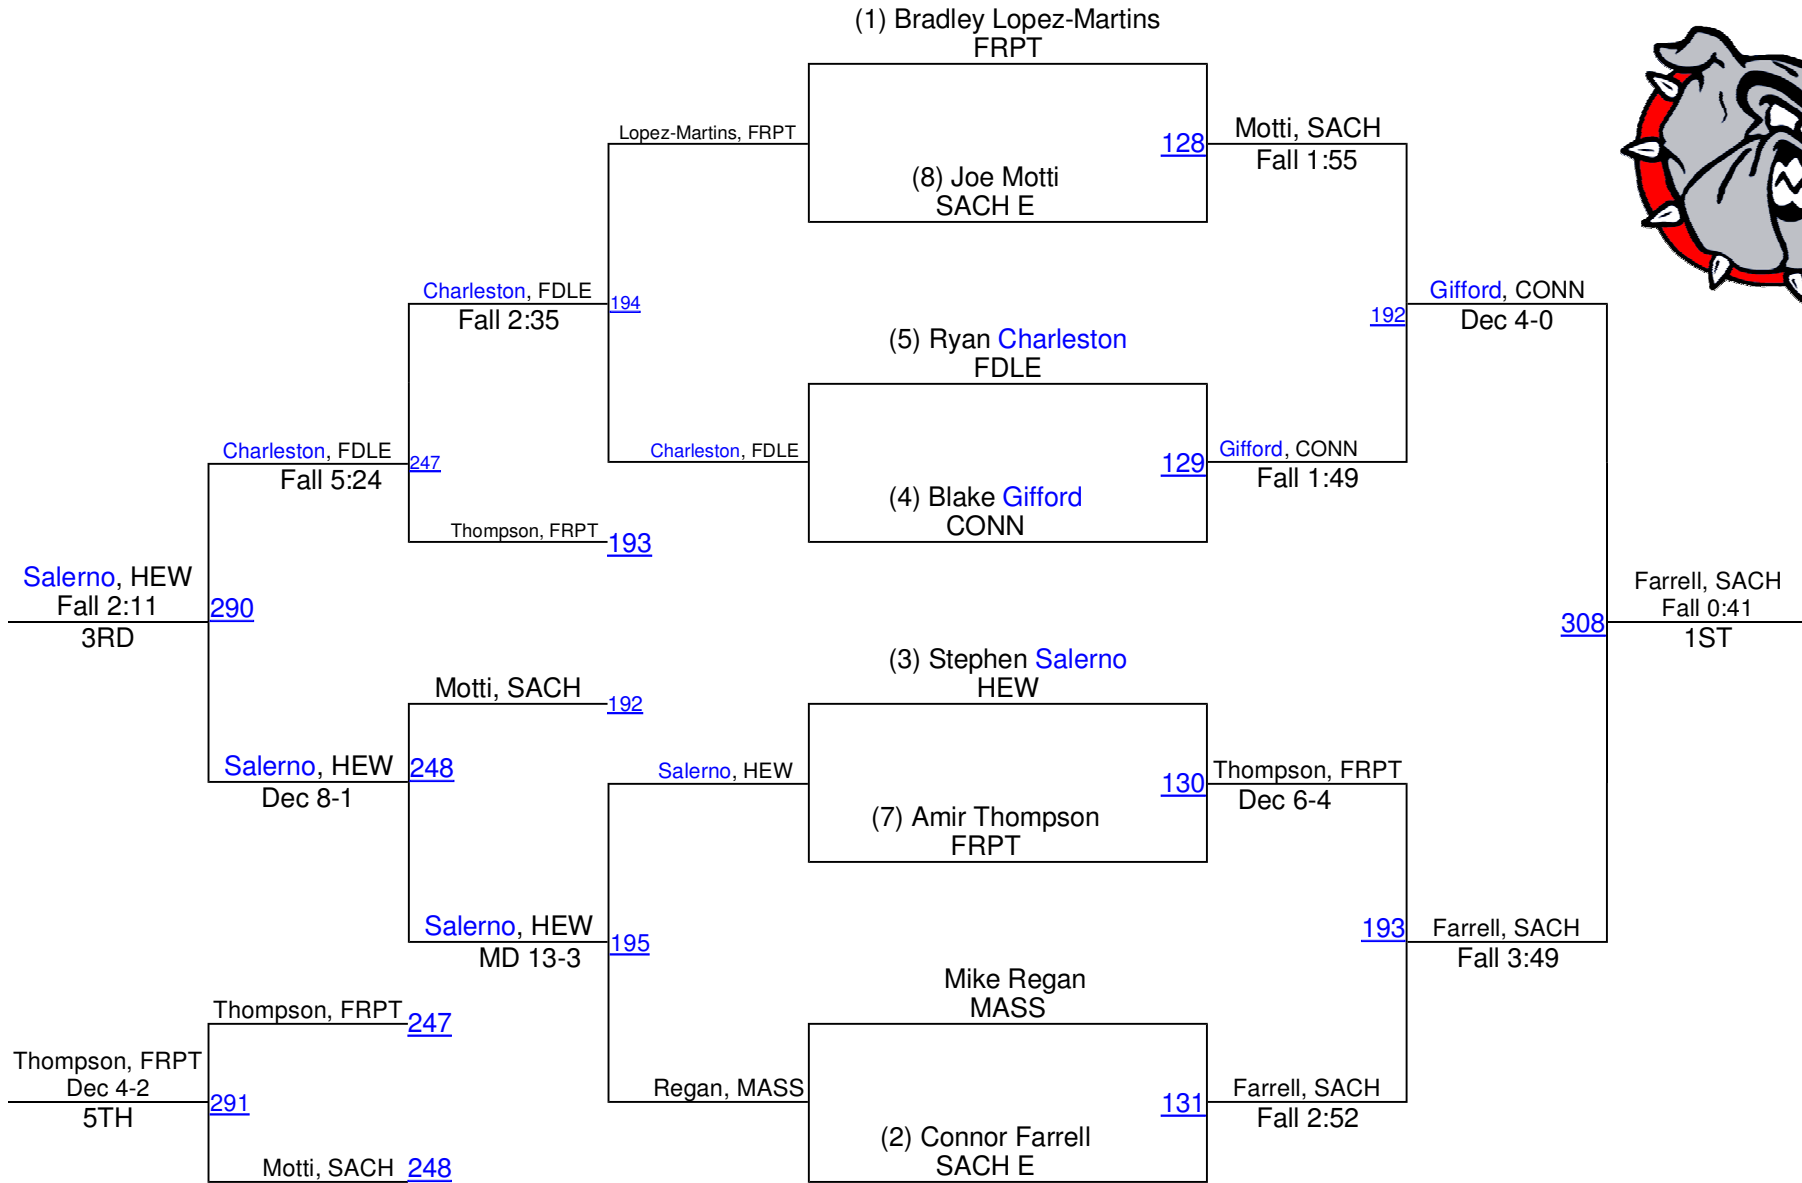 (1) Bradley Lopez-Martins
FRPT
Lopez-Martins, FRPT
128
Motti, SACH
Fall 1:55
(8) Joe Motti
SACH E
Charleston, FDLE
Fall 2:35
194
Gifford, CONN
Dec 4-0
192
(5) Ryan Charleston
FDLE
Charleston, FDLE
Fall 5:24
247
Charleston, FDLE
129
Gifford, CONN
Fall 1:49
(4) Blake Gifford
CONN
Thompson, FRPT
193
Salerno, HEW
Fall 2:11
3RD
290
Farrell, SACH
Fall 0:41
1ST
308
(3) Stephen Salerno
HEW
Motti, SACH
192
Salerno, HEW
Dec 8-1
248
Salerno, HEW
130
Thompson, FRPT
Dec 6-4
(7) Amir Thompson
FRPT
Salerno, HEW
MD 13-3
195
193
Farrell, SACH
Fall 3:49
Mike Regan
MASS
Thompson, FRPT
247
Thompson, FRPT
Dec 4-2
5TH
291
Regan, MASS
131
Farrell, SACH
Fall 2:52
(2) Connor Farrell
SACH E
Motti, SACH
248